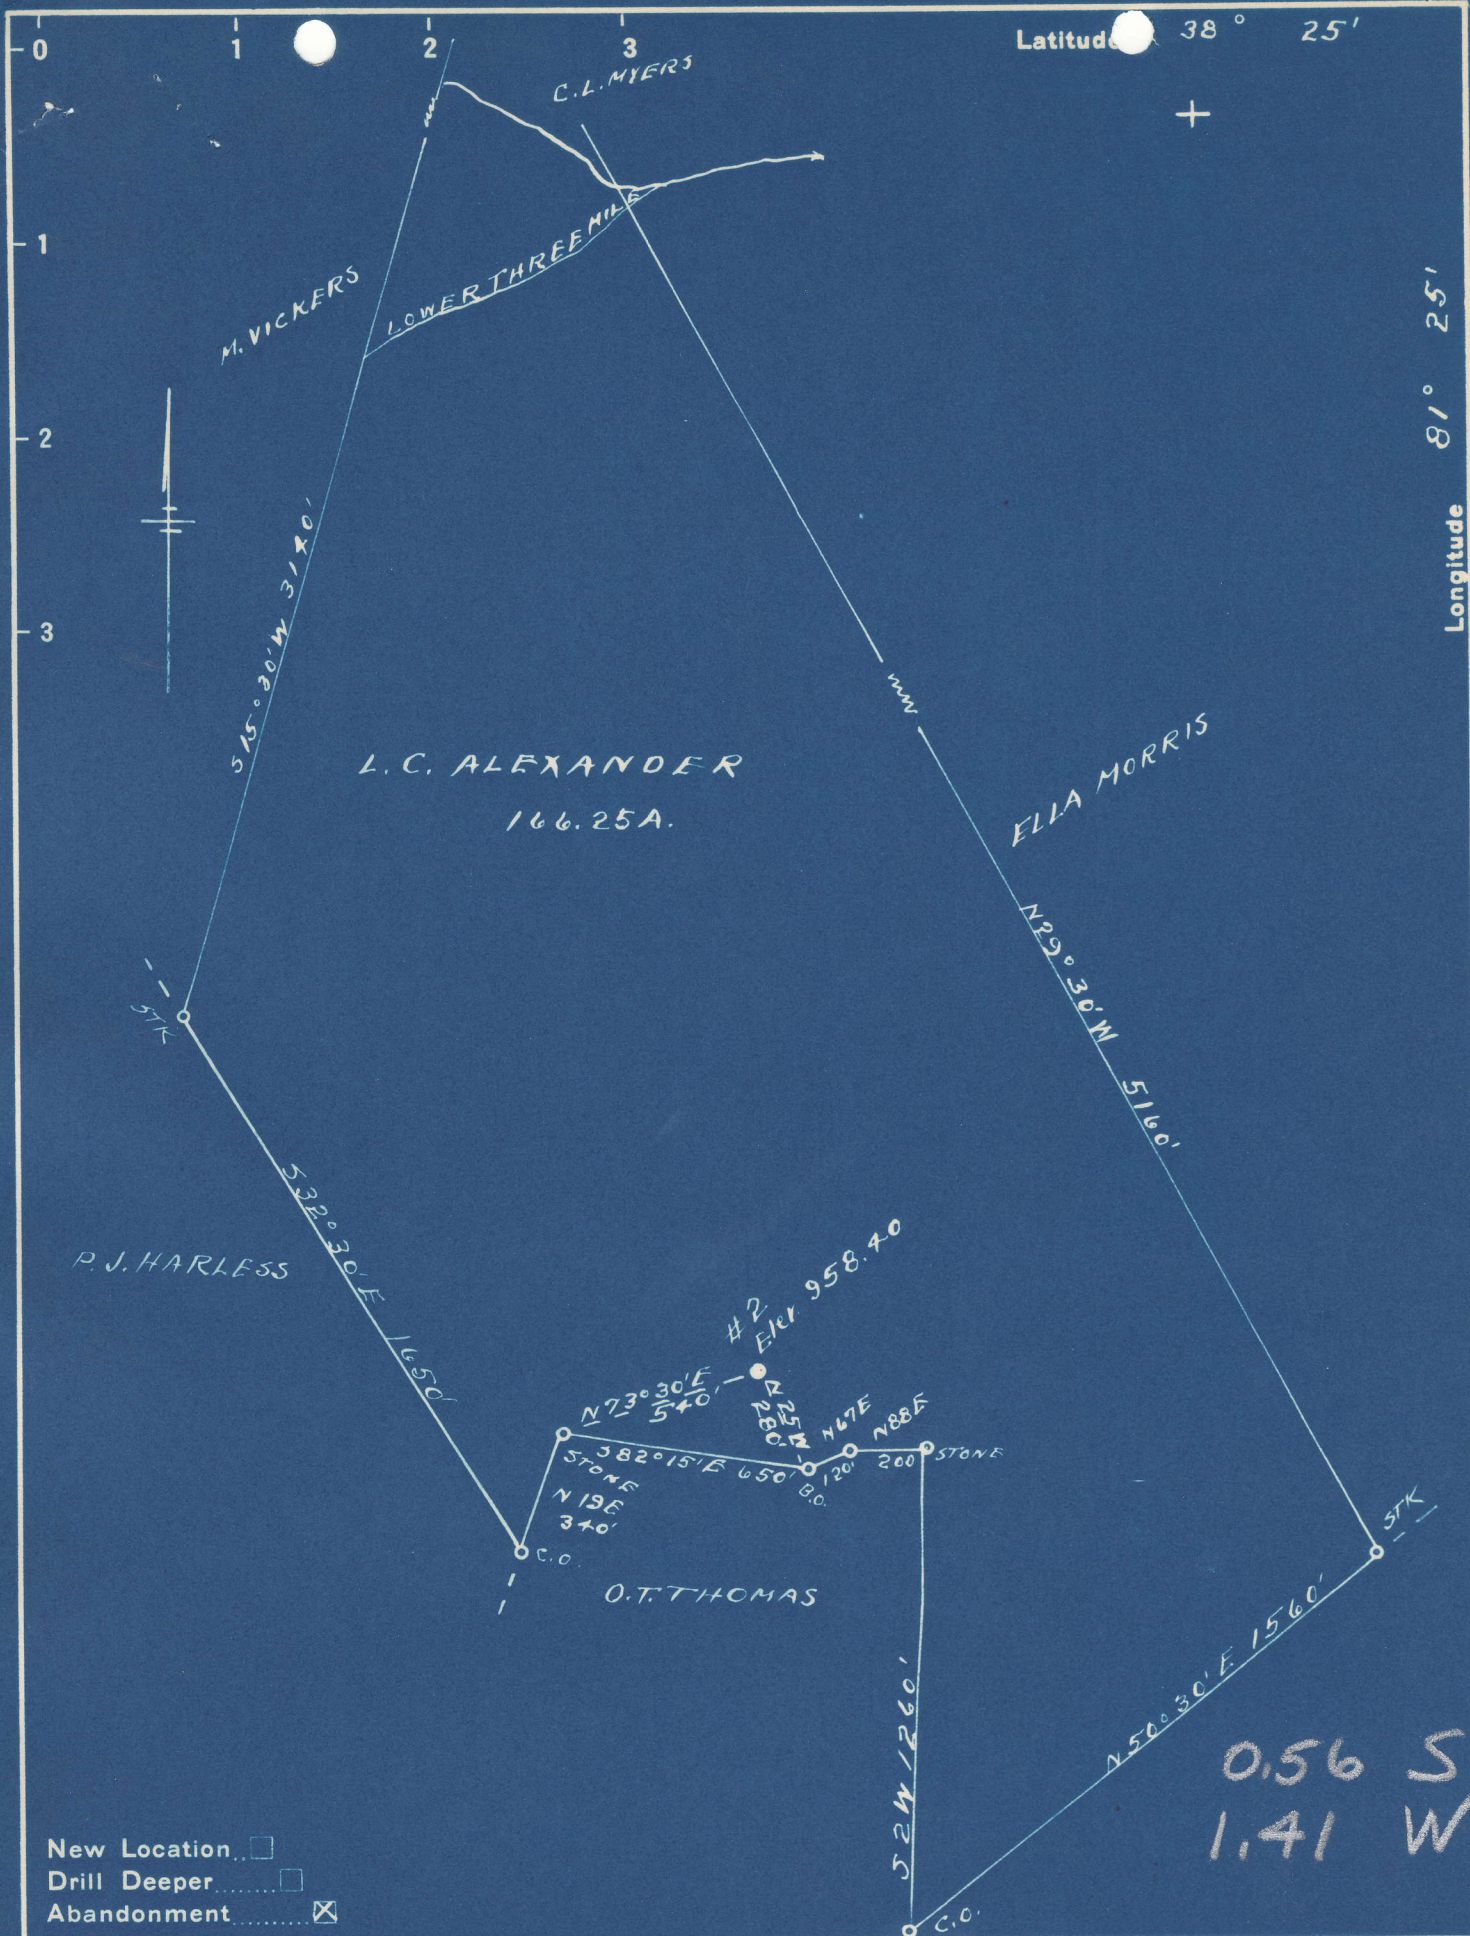 0 1 2 3
Latitude 38° 25'
1
2
3
81° 25'
Longitude
C.L. MYERS
LOWER THREE MILE
M. VICKERS
S 15° 30' W 3140'
L.C. ALEXANDER
166.25 A.
ELLA MORRIS
N 29° 30' W 5160'
STK
S 32° 30' E 1650'
P.J. HARLESS
#2
Elev. 958.40
N 73° 30' E
540'
N 25 W
280'
N 67 E
120'
N 88 E
200
STONE
S 82° 15' E 650'
B.O.
STONE
N 19 E
340'
C.O.
O.T. THOMAS
STK
S 2 W 1260'
N 50° 30' E 1560'
C.O.
0.56 S
1.41 W
New Location
Drill Deeper
Abandonment X